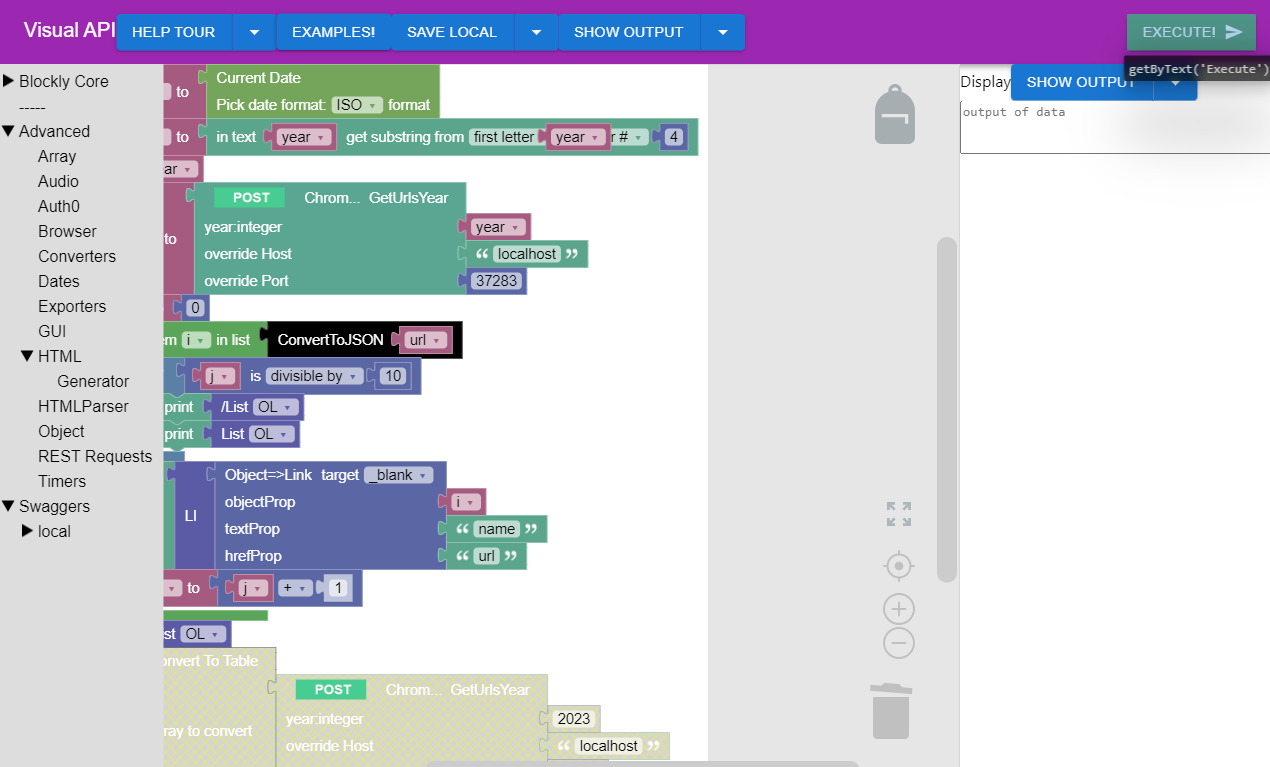 Visual API
HELP TOUR
EXAMPLES!
SAVE LOCAL
SHOW OUTPUT
EXECUTE!
getByText('Execute')
Blockly Core
-----
Advanced
Array
Audio
Auth0
Browser
Converters
Dates
Exporters
GUI
HTML
Generator
HTMLParser
Object
REST Requests
Timers
Swaggers
local
to
Current Date
Pick date format: ISO format
to in text year get substring from first letter year r # 4
ar
to
POST Chrom... GetUrlsYear
year:integer year
override Host “ localhost ”
override Port 37283
0
em i in list ConvertToJSON url
j is divisible by 10
print /List OL
print List OL
LI
Object=>Link target _blank
objectProp i
textProp “ name ”
hrefProp “ url ”
to j + 1
st OL
nvert To Table
ray to convert
POST Chrom... GetUrlsYear
year:integer 2023
override Host “ localhost ”
Display
SHOW OUTPUT
output of data